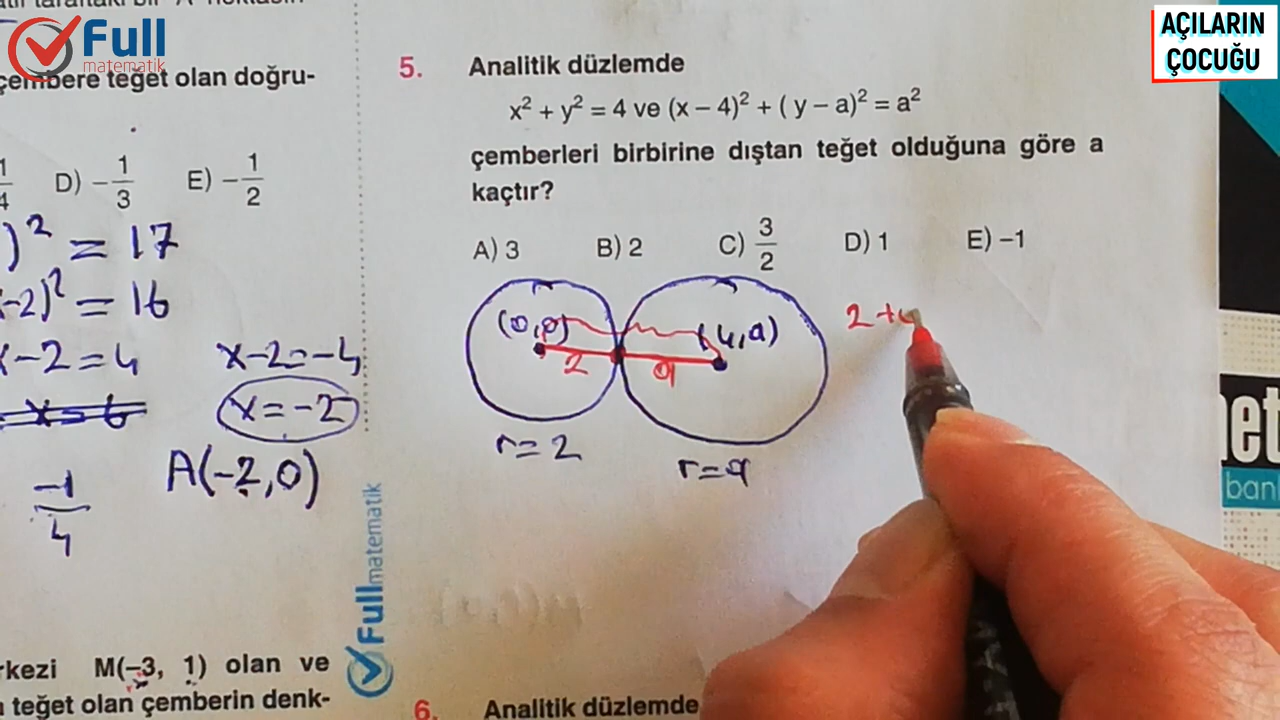 Full
matematik
AÇILARIN
ÇOCUĞU
çembere teğet olan doğru-
D) -1/3 E) -1/2
)² = 17
-2)² = 16
x-2=4 x-2=-4
x=6 x=-2
-1/4 A(-2,0)
Fullmatematik
M(-3, 1) olan ve
teğet olan çemberin denk-
5. Analitik düzlemde
x² + y² = 4 ve (x – 4)² + ( y – a)² = a²
çemberleri birbirine dıştan teğet olduğuna göre a
kaçtır?
A) 3 B) 2 C) 3/2 D) 1 E) –1
(0,0) (4,a) 2+
2 a
r=2 r=a
6. Analitik düzlemde
et
ban